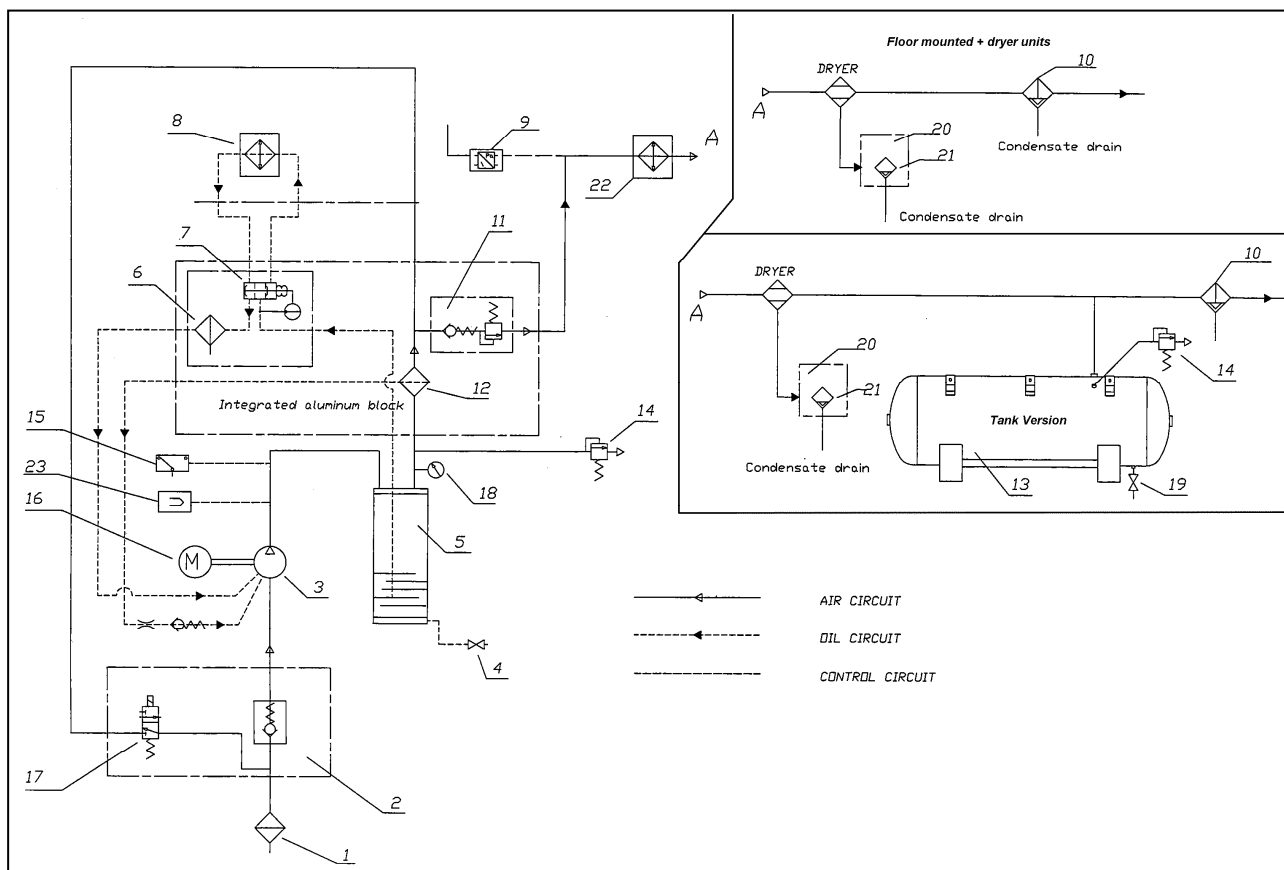 Floor mounted + dryer units
DRYER
10
A
20
21
Condensate drain
Condensate drain
8
9
A
22
7
11
6
12
Integrated aluminum block
15
14
23
18
16
M
5
3
4
17
2
1
DRYER
10
A
20
14
21
Tank Version
Condensate drain
13
19
AIR CIRCUIT
OIL CIRCUIT
CONTROL CIRCUIT